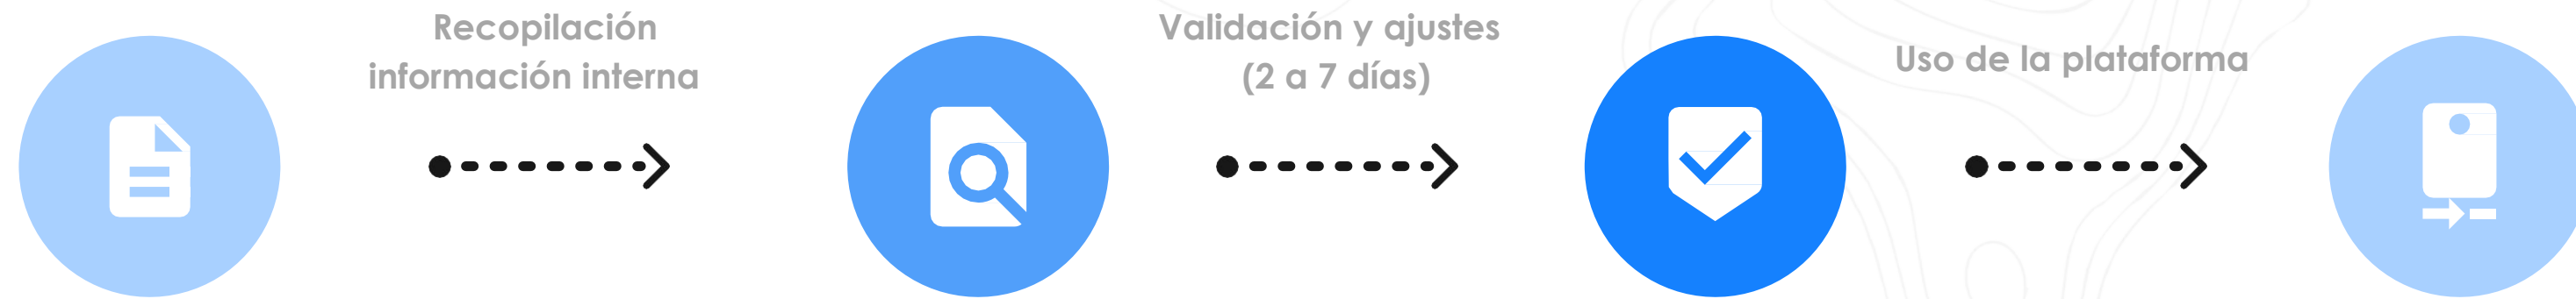 Recopilación
información interna
Validación y ajustes
(2 a 7 días)
Uso de la plataforma